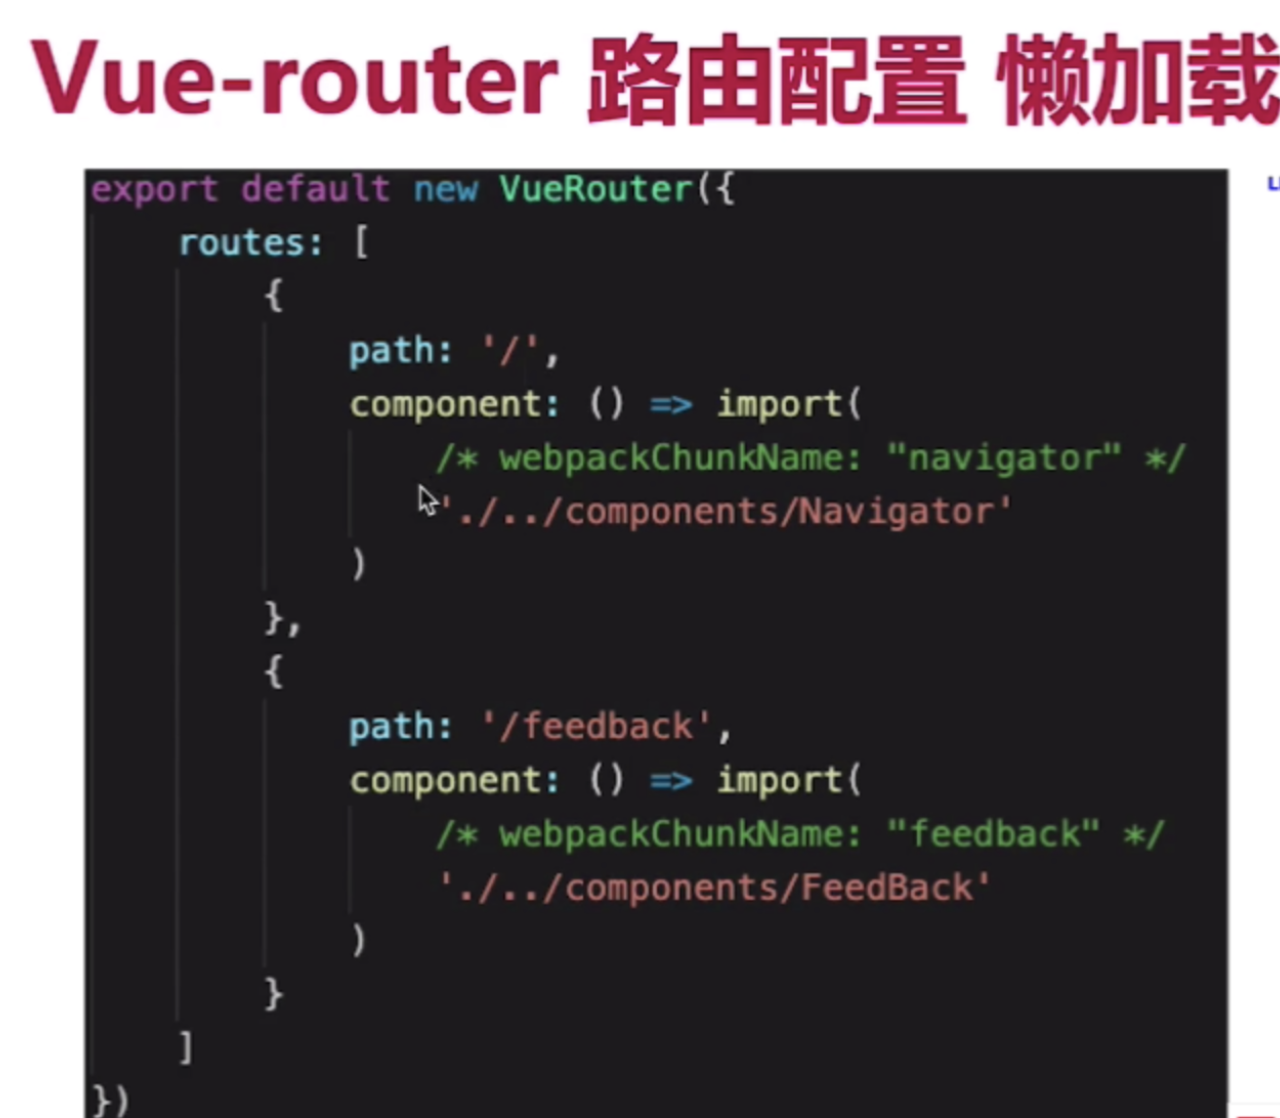 Vue-router 路由配置 懒加载
export default new VueRouter({
routes: [
{
path: '/',
component: () => import(
/* webpackChunkName: "navigator" */
'./../components/Navigator'
)
},
{
path: '/feedback',
component: () => import(
/* webpackChunkName: "feedback" */
'./../components/FeedBack'
)
}
]
})